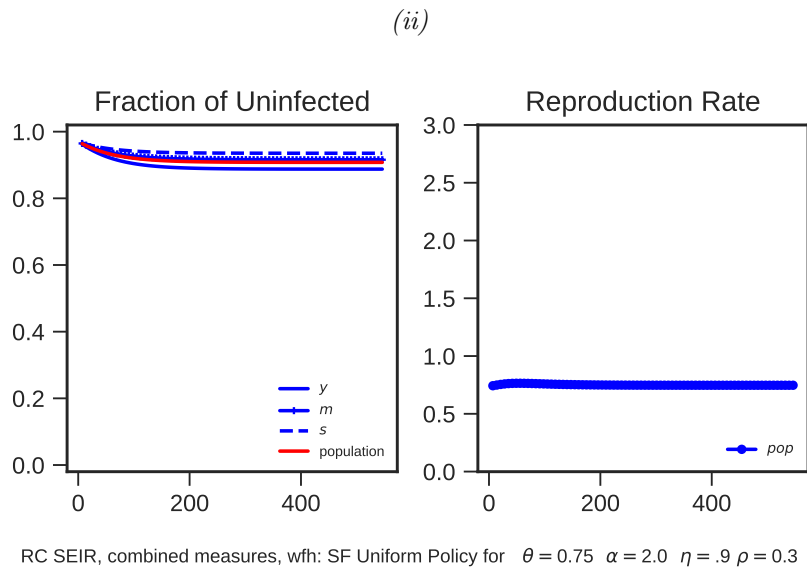 (ii)
Fraction of Uninfected
Reproduction Rate
1.0
0.8
0.6
0.4
0.2
0.0
0
200
400
y
m
s
population
3.0
2.5
2.0
1.5
1.0
0.5
0.0
0
200
400
pop
RC SEIR, combined measures, wfh: SF Uniform Policy for θ = 0.75 α = 2.0 η = .9 ρ = 0.3